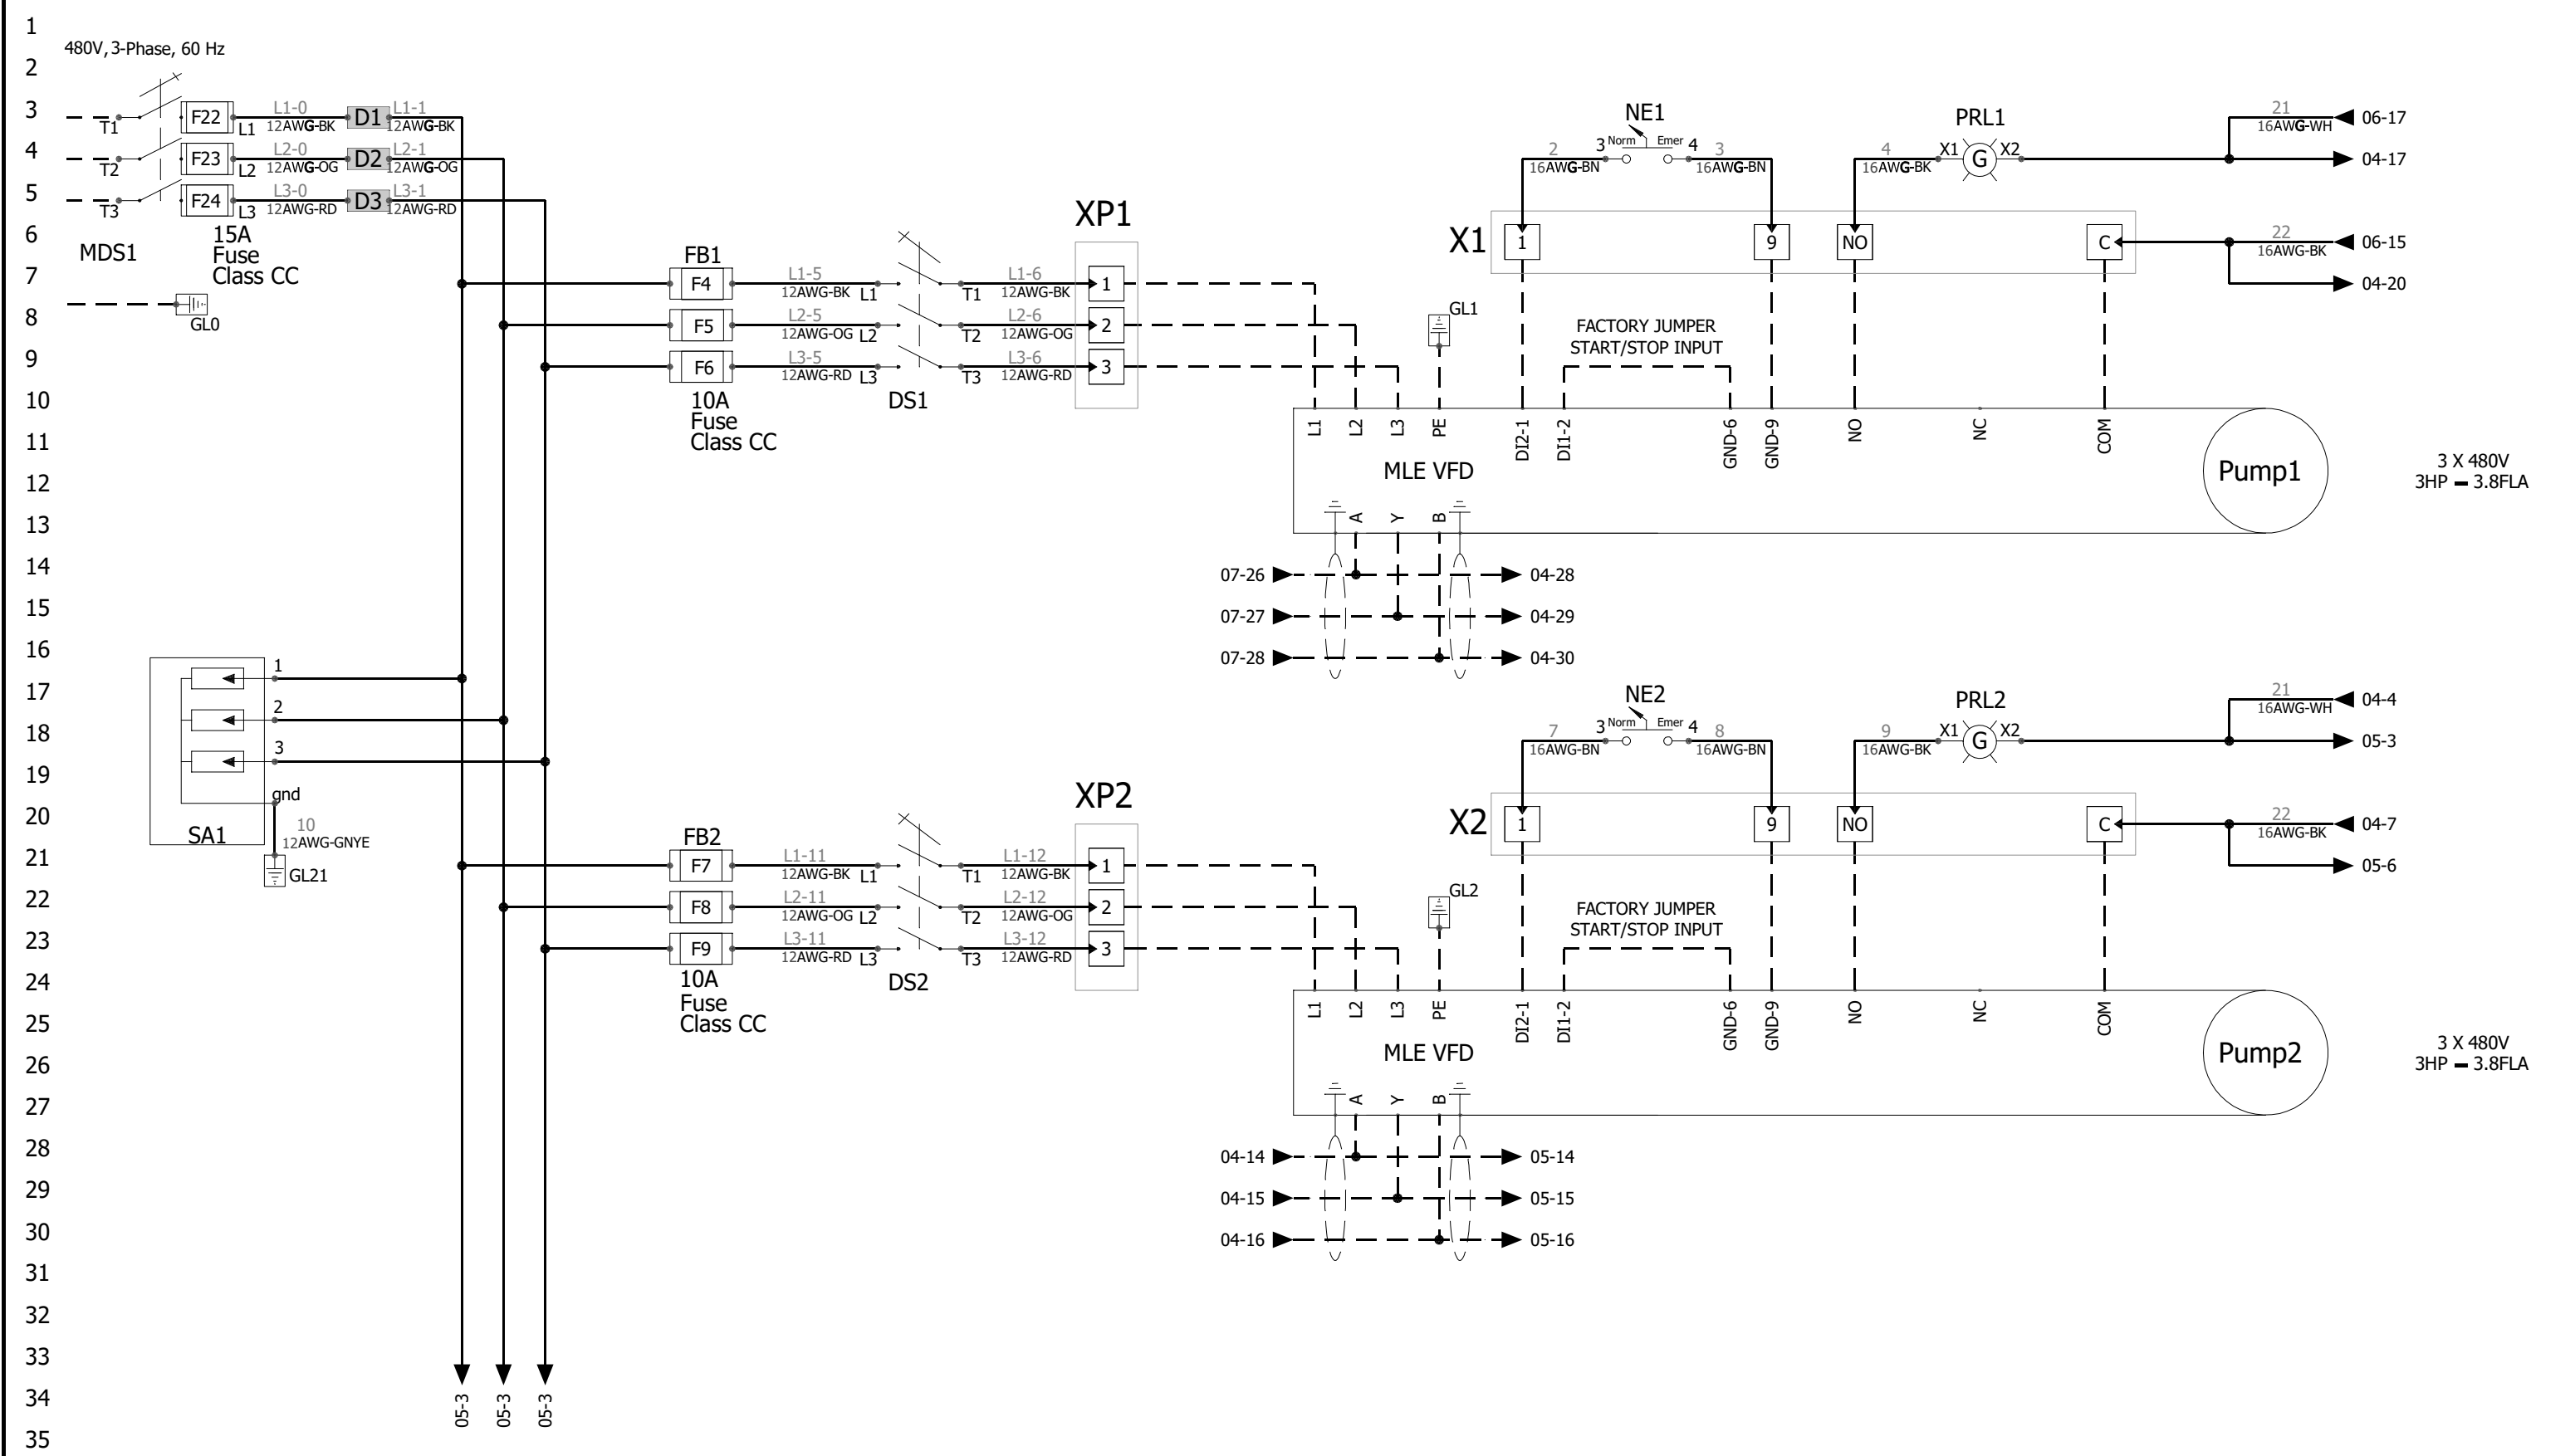 1
480V, 3-Phase, 60 Hz
2
3
T1
F22
L1
L1-0
12AWG-BK
D1
L1-1
12AWG-BK
4
T2
F23
L2
L2-0
12AWG-OG
D2
L2-1
12AWG-OG
5
T3
F24
L3
L3-0
12AWG-RD
D3
L3-1
12AWG-RD
6
MDS1
15A
Fuse
Class CC
7
8
GL0
9
10
11
12
13
14
15
16
17
18
19
20
21
22
23
24
25
26
27
28
29
30
31
32
33
34
35
1
2
3
gnd
SA1
10
12AWG-GNYE
GL21
05-3
05-3
05-3
FB1
F4
F5
F6
10A
Fuse
Class CC
L1-5
12AWG-BK
L1
L2-5
12AWG-OG
L2
L3-5
12AWG-RD
L3
DS1
T1
L1-6
12AWG-BK
T2
L2-6
12AWG-OG
T3
L3-6
12AWG-RD
XP1
1
2
3
GL1
X1
NE1
2
16AWG-BN
3
Norm
Emer
4
3
16AWG-BN
PRL1
4
16AWG-BK
X1
G
X2
21
16AWG-WH
06-17
04-17
1
9
NO
C
22
16AWG-BK
06-15
04-20
FACTORY JUMPER
START/STOP INPUT
L1
L2
L3
PE
DI2-1
DI1-2
GND-6
GND-9
NO
NC
COM
MLE VFD
Pump1
3 X 480V
3HP - 3.8FLA
A
Y
B
07-26
04-28
07-27
04-29
07-28
04-30
FB2
F7
F8
F9
10A
Fuse
Class CC
L1-11
12AWG-BK
L1
L2-11
12AWG-OG
L2
L3-11
12AWG-RD
L3
DS2
T1
L1-12
12AWG-BK
T2
L2-12
12AWG-OG
T3
L3-12
12AWG-RD
XP2
1
2
3
GL2
X2
NE2
7
16AWG-BN
3
Norm
Emer
4
8
16AWG-BN
PRL2
9
16AWG-BK
X1
G
X2
21
16AWG-WH
04-4
05-3
1
9
NO
C
22
16AWG-BK
04-7
05-6
FACTORY JUMPER
START/STOP INPUT
L1
L2
L3
PE
DI2-1
DI1-2
GND-6
GND-9
NO
NC
COM
MLE VFD
Pump2
3 X 480V
3HP - 3.8FLA
A
Y
B
04-14
05-14
04-15
05-15
04-16
05-16